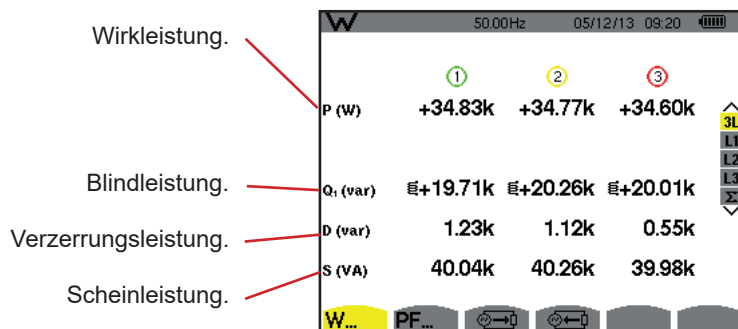 W 50.00Hz 05/12/13 09:20
Wirkleistung.
1 2 3
P (W) +34.83k +34.77k +34.60k
3L
L1
L2
L3
Σ
Blindleistung.
Q₁ (var) +19.71k +20.26k +20.01k
Verzerrungsleistung.
D (var) 1.23k 1.12k 0.55k
Scheinleistung.
S (VA) 40.04k 40.26k 39.98k
W... PF...